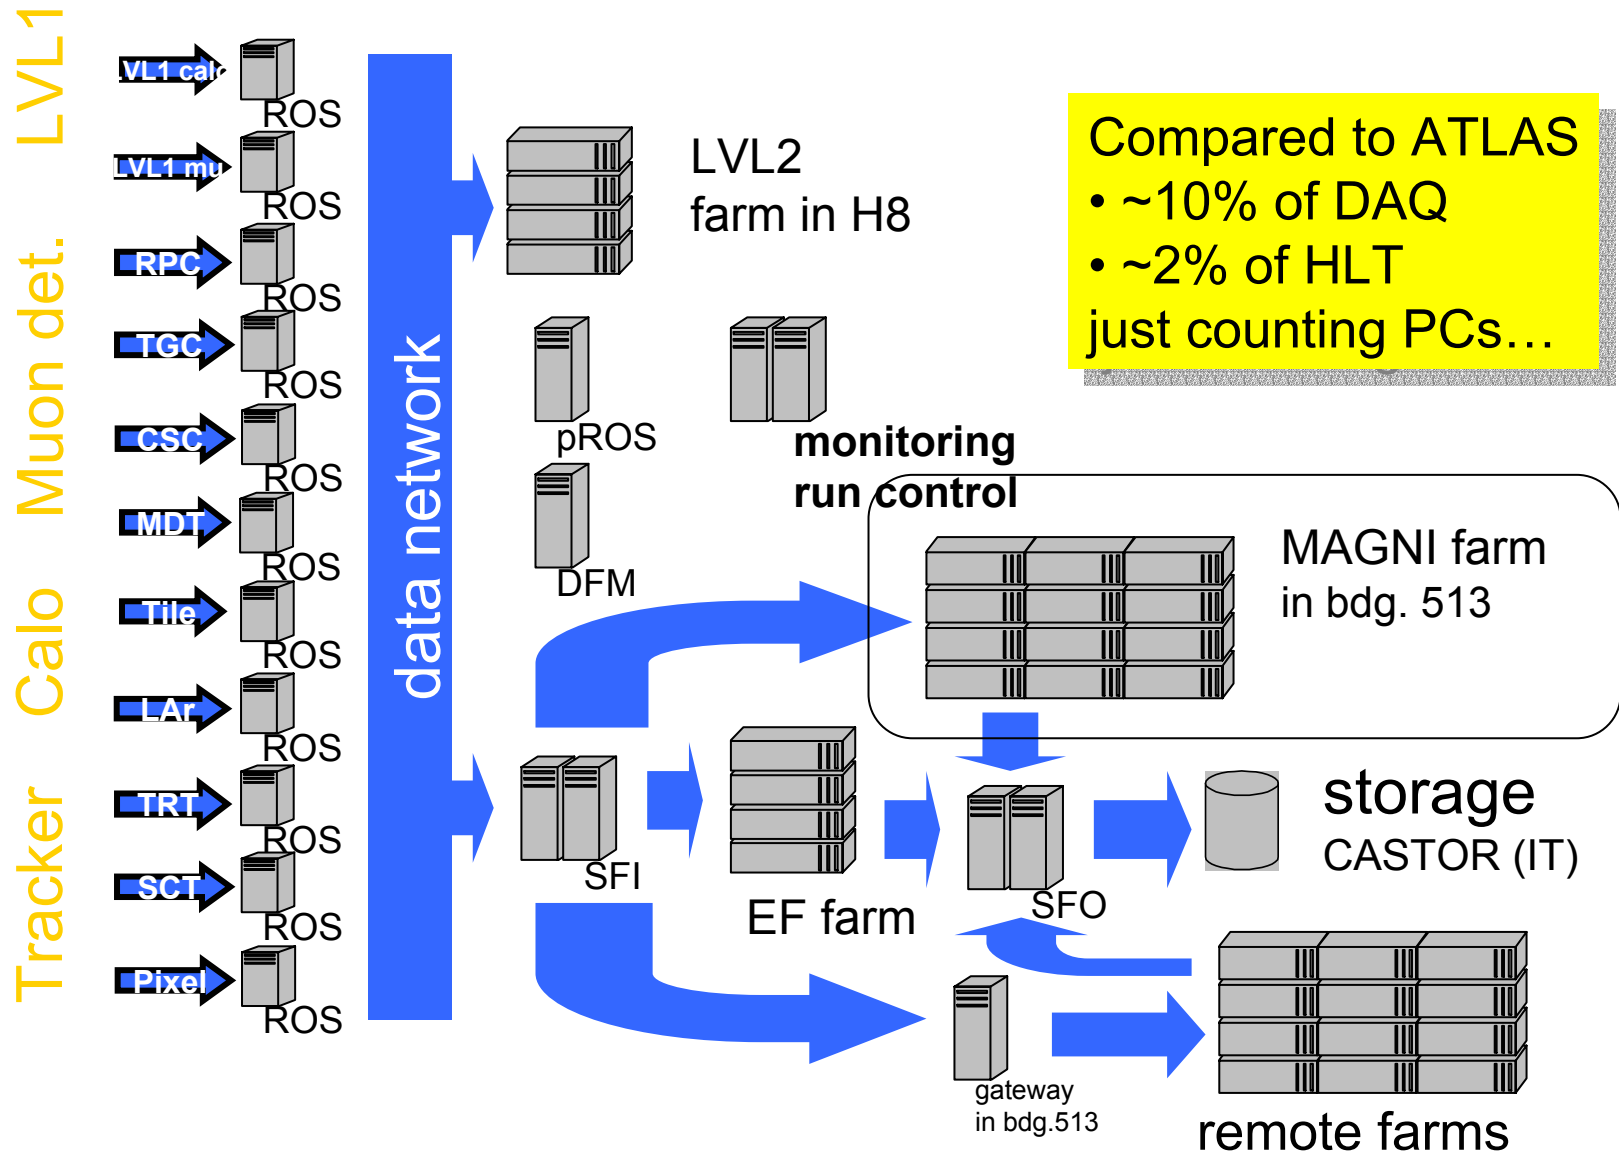 LVL1
Muon det.
Calo
Tracker
LVL1 calo
ROS
LVL1 mu
ROS
RPC
ROS
TGC
ROS
CSC
ROS
MDT
ROS
Tile
ROS
LAr
ROS
TRT
ROS
SCT
ROS
Pixel
ROS
data network
LVL2
farm in H8
Compared to ATLAS
• ~10% of DAQ
• ~2% of HLT
just counting PCs…
pROS
monitoring
run control
DFM
MAGNI farm
in bdg. 513
SFI
EF farm
SFO
storage
CASTOR (IT)
gateway
in bdg.513
remote farms